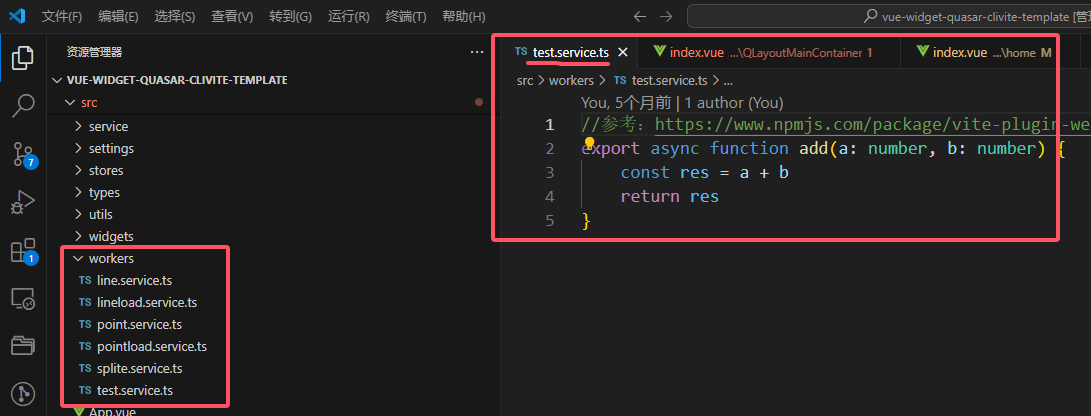 文件(F) 编辑(E) 选择(S) 查看(V) 转到(G) 运行(R) 终端(T) 帮助(H)
vue-widget-quasar-clivite-template [管
资源管理器
VUE-WIDGET-QUASAR-CLIVITE-TEMPLATE
src
service
settings
stores
types
utils
widgets
workers
TS line.service.ts
TS lineload.service.ts
TS point.service.ts
TS pointload.service.ts
TS splite.service.ts
TS test.service.ts
App.vue
7
1
TS test.service.ts
index.vue ...\QLayoutMainContainer 1
index.vue ...\home M
src > workers > TS test.service.ts > ...
You, 5个月前 | 1 author (You)
1 //参考：https://www.npmjs.com/package/vite-plugin-we
2 export async function add(a: number, b: number) {
3 const res = a + b
4 return res
5 }